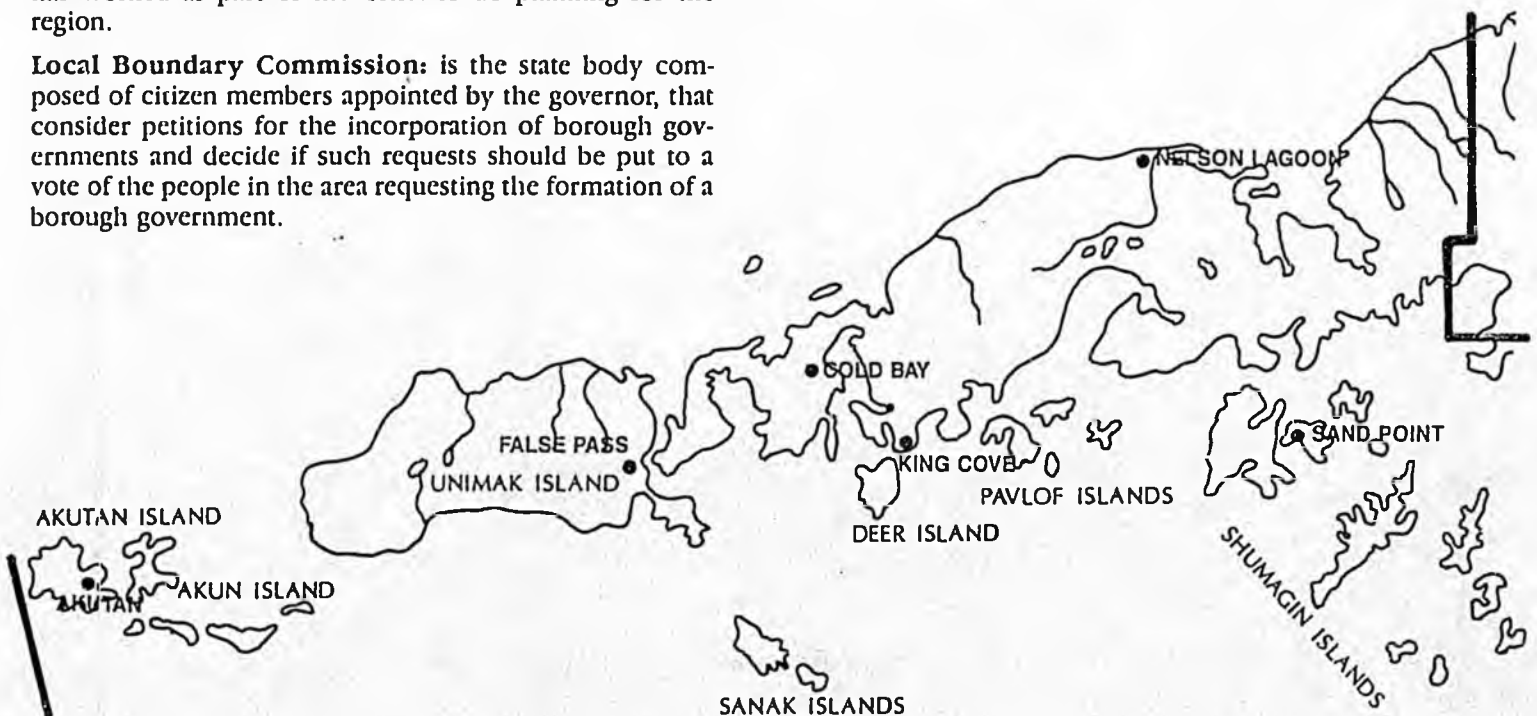 region.
Local Boundary Commission: is the state body com-
posed of citizen members appointed by the governor, that
consider petitions for the incorporation of borough gov-
ernments and decide if such requests should be put to a
vote of the people in the area requesting the formation of a
borough government.
NELSON LAGOON
COLD BAY
FALSE PASS
SAND POINT
KING COVE
UNIMAK ISLAND
PAVLOF ISLANDS
AKUTAN ISLAND
DEER ISLAND
SHUMAGIN ISLANDS
AKUN ISLAND
AKUTAN
SANAK ISLANDS